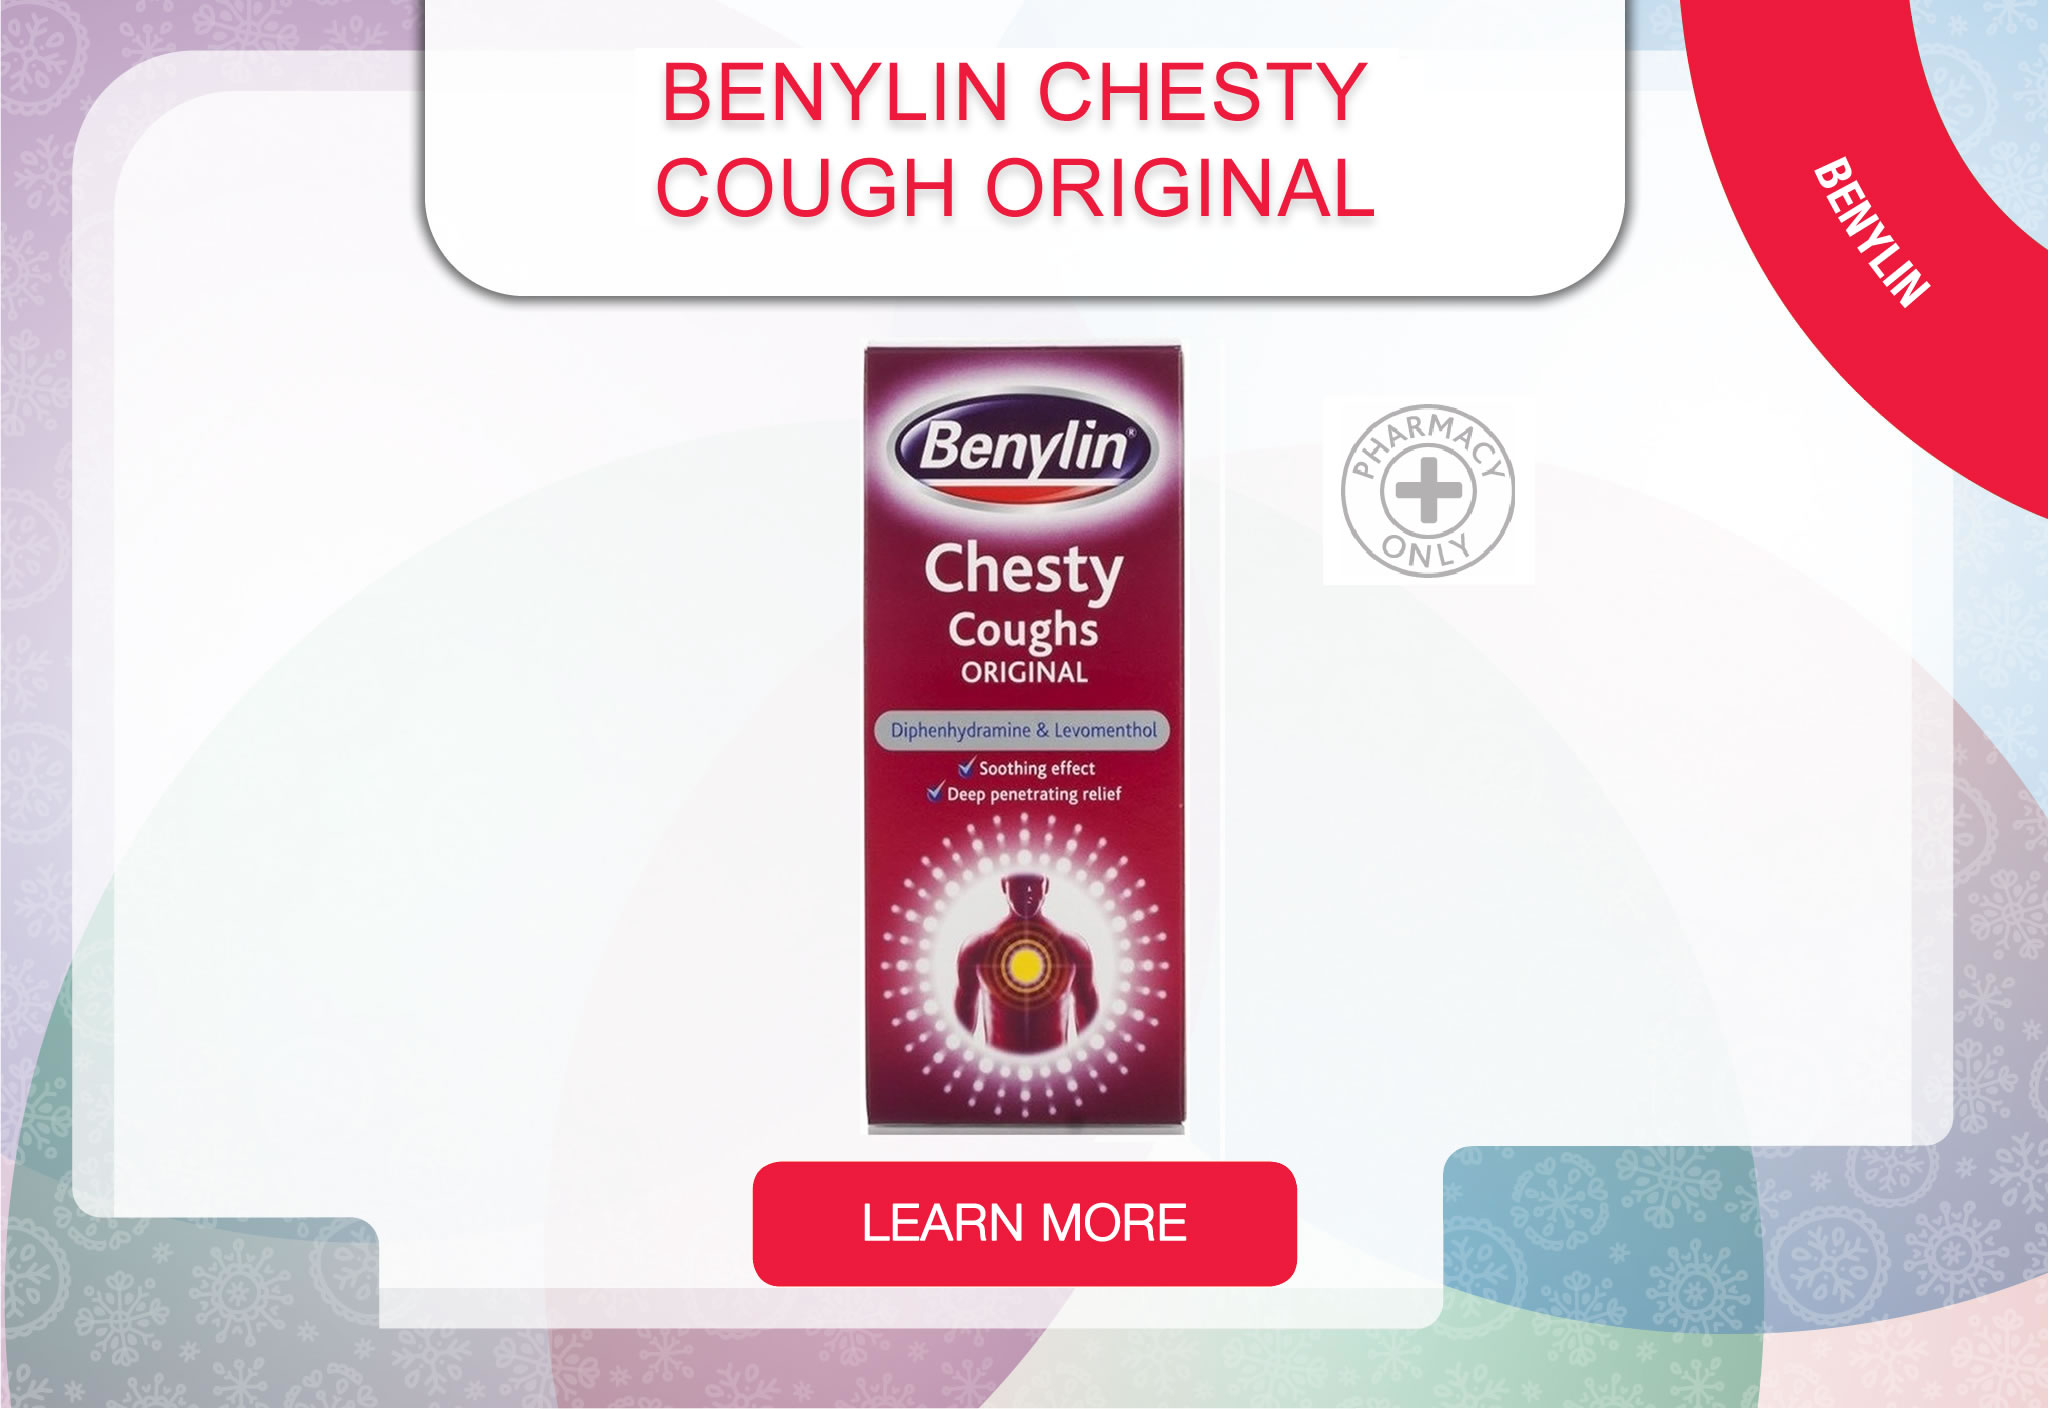 BENYLIN CHESTY
COUGH ORIGINAL
BENYLIN
Benylin®
Chesty
Coughs
ORIGINAL
Diphenhydramine & Levomenthol
Soothing effect
Deep penetrating relief
PHARMACY
ONLY
LEARN MORE